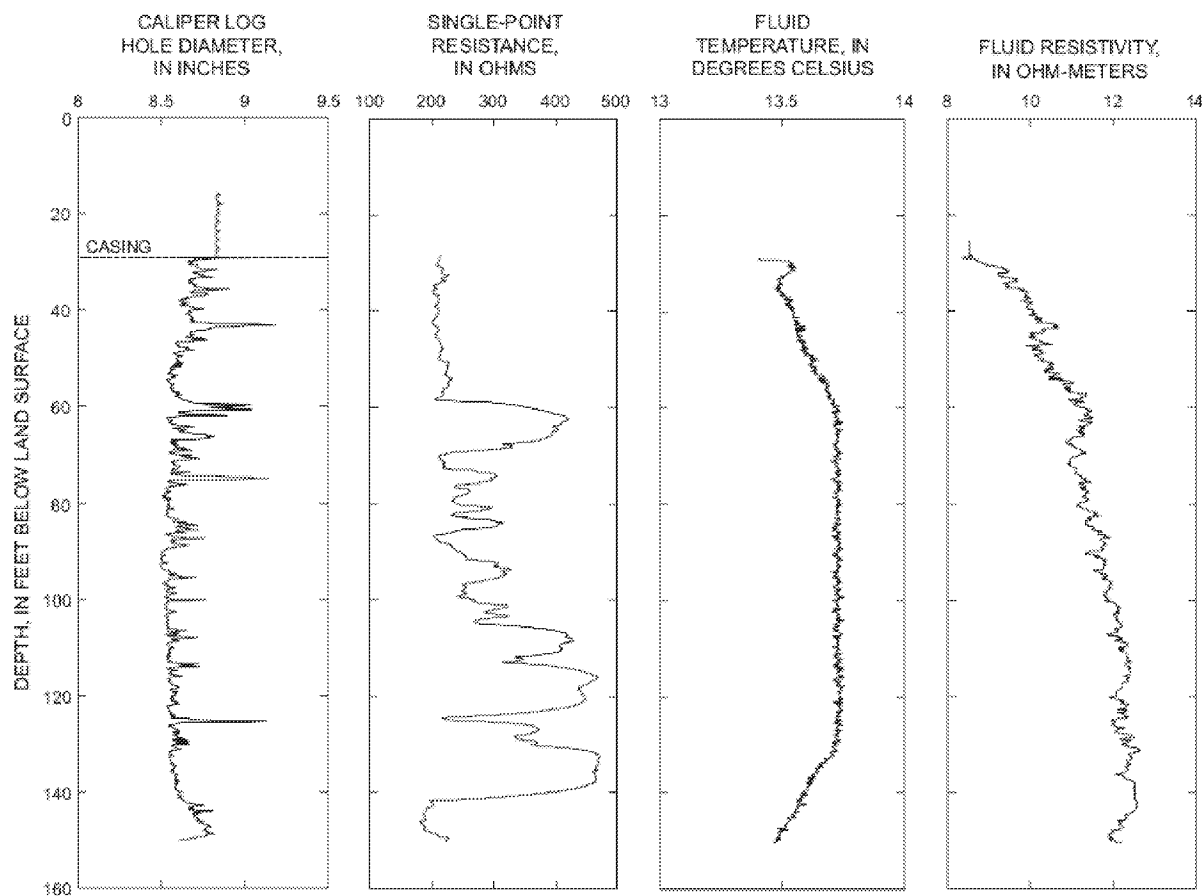 CALIPER LOG
HOLE DIAMETER,
IN INCHES
SINGLE-POINT
RESISTANCE,
IN OHMS
FLUID
TEMPERATURE, IN
DEGREES CELSIUS
FLUID RESISTIVITY,
IN OHM-METERS
8 8.5 9 9.5
100 200 300 400 500
13 13.5 14
8 10 12 14
0
20
CASING
40
60
80
100
120
140
160
DEPTH, IN FEET BELOW LAND SURFACE